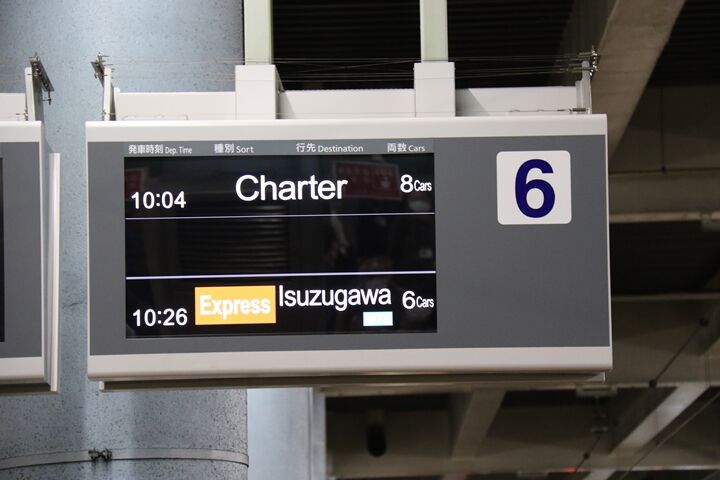 発車時刻 Dep. Time 種別 Sort 行先 Destination 両数 Cars
10:04 Charter 8Cars
10:26 Express Isuzugawa 6Cars
6